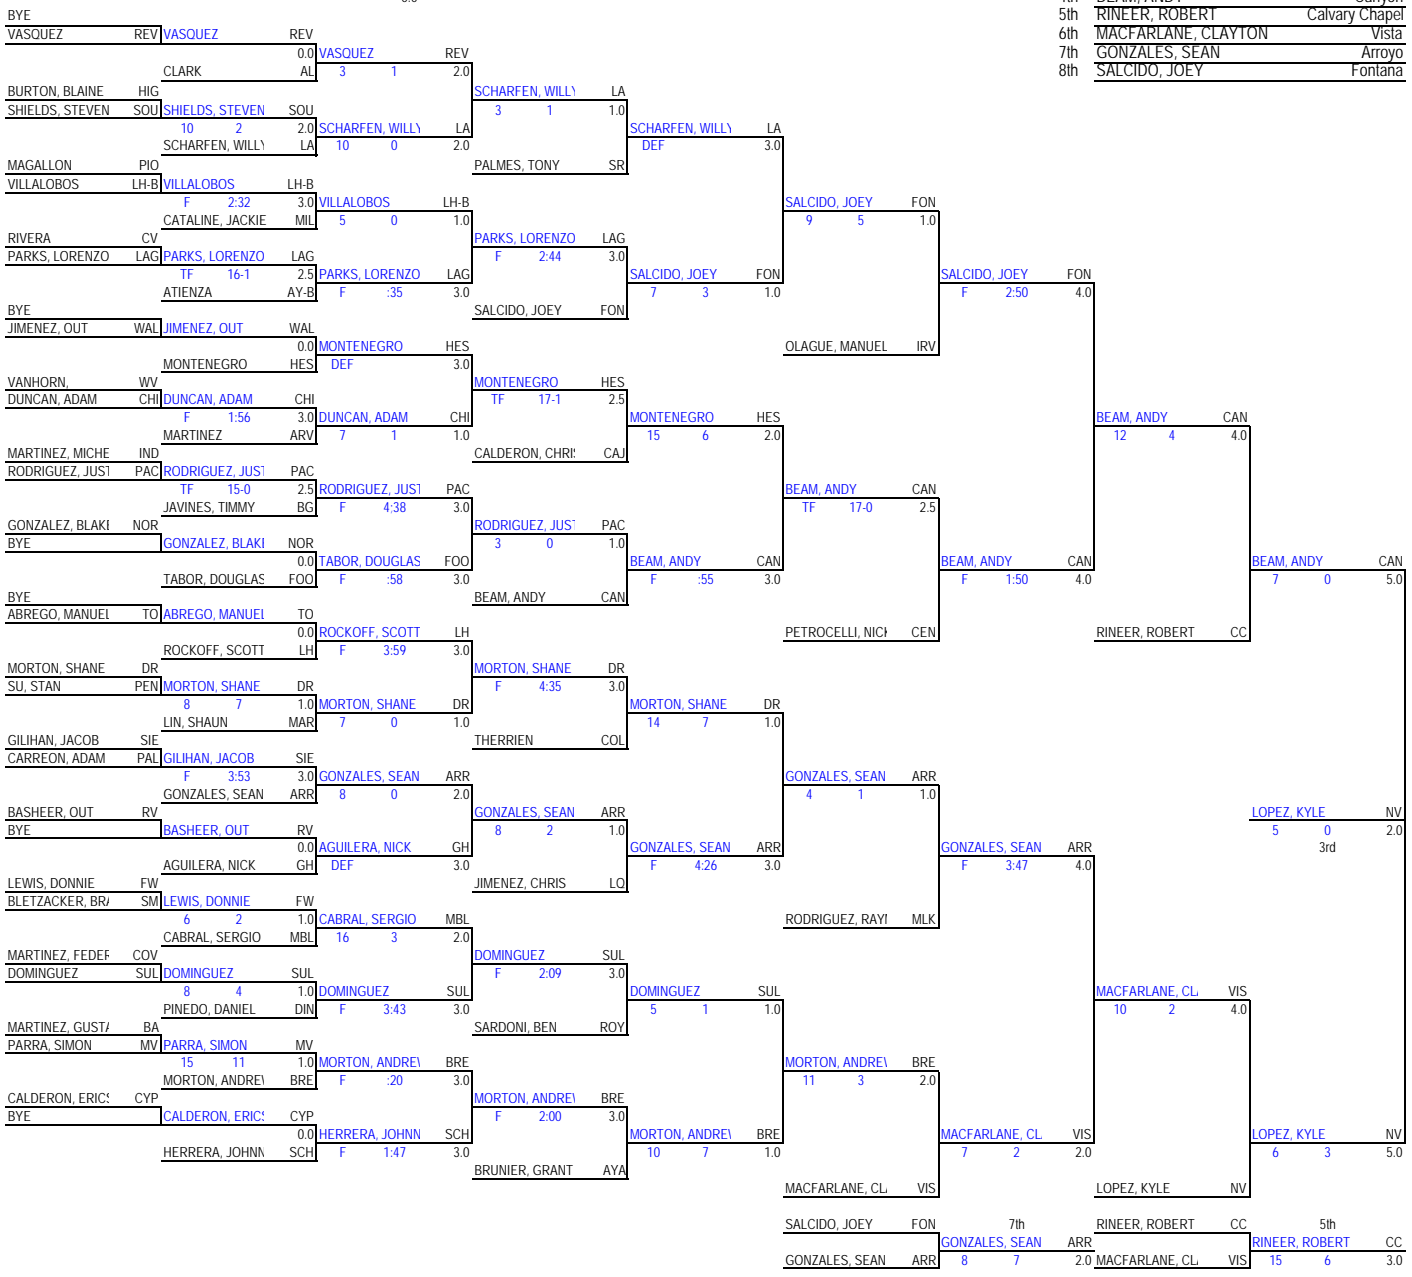 BYE
5th RINEER, ROBERT Calvary Chapel
VASQUEZ REV VASQUEZ REV
6th MACFARLANE, CLAYTON Vista
0.0 VASQUEZ REV
7th GONZALES, SEAN Arroyo
CLARK AL 3 1 2.0
8th SALCIDO, JOEY Fontana
BURTON, BLAINE HIG SCHARFEN, WILLY LA
SHIELDS, STEVEN SOU SHIELDS, STEVEN SOU 3 1 1.0
10 2 2.0 SCHARFEN, WILLY LA SCHARFEN, WILLY LA
SCHARFEN, WILLY LA 10 0 2.0 DEF 3.0
MAGALLON PIO PALMES, TONY SR
VILLALOBOS LH-B VILLALOBOS LH-B
F 2:32 3.0 VILLALOBOS LH-B SALCIDO, JOEY FON
CATALINE, JACKIE MIL 5 0 1.0 9 5 1.0
RIVERA CV PARKS, LORENZO LAG
PARKS, LORENZO LAG PARKS, LORENZO LAG F 2:44 3.0
TF 16-1 2.5 PARKS, LORENZO LAG SALCIDO, JOEY FON SALCIDO, JOEY FON
ATIENZA AY-B F :35 3.0 7 3 1.0 F 2:50 4.0
BYE SALCIDO, JOEY FON
JIMENEZ, OUT WAL JIMENEZ, OUT WAL
0.0 MONTENEGRO HES OLAGUE, MANUEL IRV
MONTENEGRO HES DEF 3.0
VANHORN, WV MONTENEGRO HES
DUNCAN, ADAM CHI DUNCAN, ADAM CHI TF 17-1 2.5
F 1:56 3.0 DUNCAN, ADAM CHI MONTENEGRO HES BEAM, ANDY CAN
MARTINEZ ARV 7 1 1.0 15 6 2.0 12 4 4.0
MARTINEZ, MICHE IND CALDERON, CHRIS CAJ
RODRIGUEZ, JUST PAC RODRIGUEZ, JUST PAC
TF 15-0 2.5 RODRIGUEZ, JUST PAC BEAM, ANDY CAN
JAVINES, TIMMY BG F 4:38 3.0 TF 17-0 2.5
GONZALEZ, BLAKE NOR RODRIGUEZ, JUST PAC
BYE GONZALEZ, BLAKE NOR 3 0 1.0
0.0 TABOR, DOUGLAS FOO BEAM, ANDY CAN BEAM, ANDY CAN BEAM, ANDY CAN
TABOR, DOUGLAS FOO F :58 3.0 F :55 3.0 F 1:50 4.0 7 0 5.0
BYE BEAM, ANDY CAN
ABREGO, MANUEL TO ABREGO, MANUEL TO
0.0 ROCKOFF, SCOTT LH PETROCELLI, NICK CEN RINEER, ROBERT CC
ROCKOFF, SCOTT LH F 3:59 3.0
MORTON, SHANE DR MORTON, SHANE DR
SU, STAN PEN MORTON, SHANE DR F 4:35 3.0
8 7 1.0 MORTON, SHANE DR MORTON, SHANE DR
LIN, SHAUN MAR 7 0 1.0 14 7 1.0
GILIHAN, JACOB SIE THERRIEN COL
CARREON, ADAM PAL GILIHAN, JACOB SIE
F 3:53 3.0 GONZALES, SEAN ARR GONZALES, SEAN ARR
GONZALES, SEAN ARR 8 0 2.0 4 1 1.0
BASHEER, OUT RV GONZALES, SEAN ARR LOPEZ, KYLE NV
BYE BASHEER, OUT RV 8 2 1.0 5 0 2.0
0.0 AGUILERA, NICK GH GONZALES, SEAN ARR GONZALES, SEAN ARR 3rd
AGUILERA, NICK GH DEF 3.0 F 4:26 3.0 F 3:47 4.0
LEWIS, DONNIE FW JIMENEZ, CHRIS LQ
BLETZACKER, BRA SM LEWIS, DONNIE FW
6 2 1.0 CABRAL, SERGIO MBL RODRIGUEZ, RAYM MLK
CABRAL, SERGIO MBL 16 3 2.0
MARTINEZ, FEDER COV DOMINGUEZ SUL
DOMINGUEZ SUL DOMINGUEZ SUL F 2:09 3.0
8 4 1.0 DOMINGUEZ SUL DOMINGUEZ SUL MACFARLANE, CL VIS
PINEDO, DANIEL DIN F 3:43 3.0 5 1 1.0 10 2 4.0
MARTINEZ, GUSTA BA SARDONI, BEN ROY
PARRA, SIMON MV PARRA, SIMON MV
15 11 1.0 MORTON, ANDREW BRE MORTON, ANDREW BRE
MORTON, ANDREW BRE F :20 3.0 11 3 2.0
CALDERON, ERICS CYP MORTON, ANDREW BRE
BYE CALDERON, ERICS CYP F 2:00 3.0
0.0 HERRERA, JOHNN SCH MORTON, ANDREW BRE MACFARLANE, CL VIS LOPEZ, KYLE NV
HERRERA, JOHNN SCH F 1:47 3.0 10 7 1.0 7 2 2.0 6 3 5.0
BRUNIER, GRANT AYA
MACFARLANE, CL VIS LOPEZ, KYLE NV
SALCIDO, JOEY FON 7th RINEER, ROBERT CC 5th
GONZALES, SEAN ARR RINEER, ROBERT CC
GONZALES, SEAN ARR 8 7 2.0 MACFARLANE, CL VIS 15 6 3.0